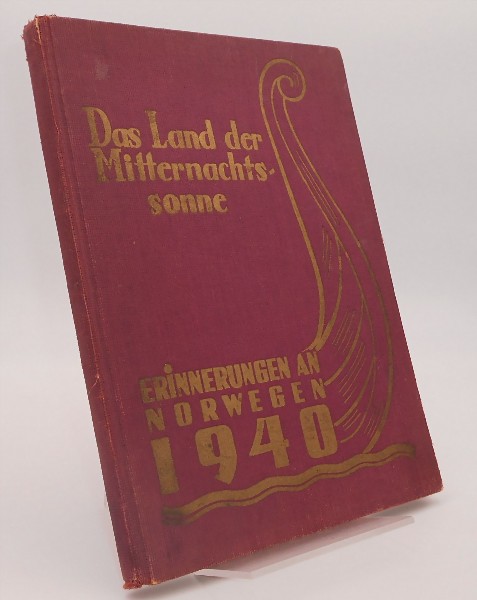 Das Land der
Mitternachts-
sonne
ERiNNERUNGEN AN
NORWEGEN
1940